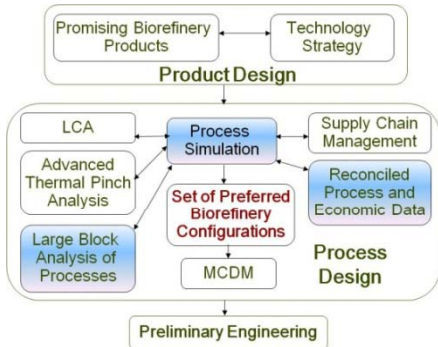 Promising Biorefinery
Products
Technology
Strategy
Product Design
LCA
Process
Simulation
Supply Chain
Management
Advanced
Thermal Pinch
Analysis
Reconciled
Process and
Economic Data
Set of Preferred
Biorefinery
Configurations
Large Block
Analysis of
Processes
MCDM
Process
Design
Preliminary Engineering